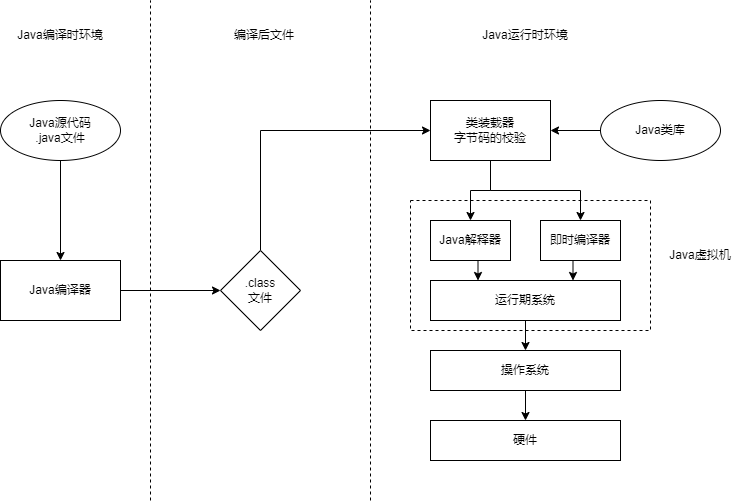 Java编译时环境
编译后文件
Java运行时环境
Java源代码
.java文件
类装载器
字节码的校验
Java类库
Java解释器
即时编译器
Java虚拟机
Java编译器
.class
文件
运行期系统
操作系统
硬件